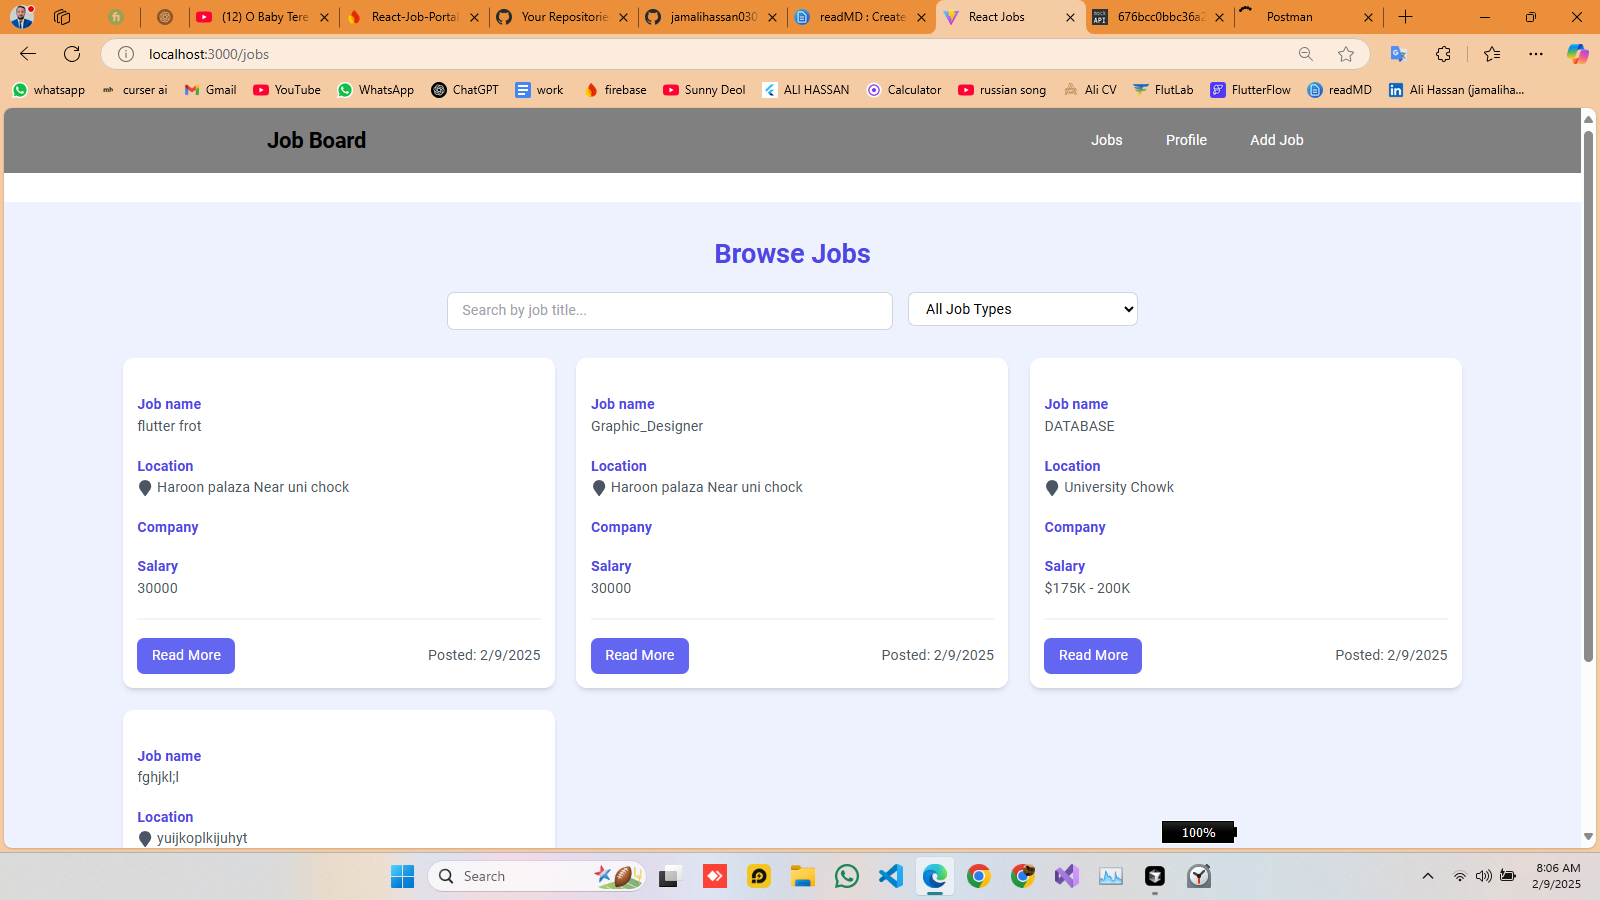 (12) O Baby Tere
React-Job-Portal
Your Repositorie
jamalihassan030
readMD : Create
React Jobs
676bcc0bbc36a2
Postman
localhost:3000/jobs
whatsapp
curser ai
Gmail
YouTube
WhatsApp
ChatGPT
work
firebase
Sunny Deol
ALI HASSAN
Calculator
russian song
Ali CV
FlutLab
FlutterFlow
readMD
Ali Hassan (jamaliha...
Job Board
Jobs
Profile
Add Job
Browse Jobs
Search by job title...
All Job Types
Job name
flutter frot
Location
Haroon palaza Near uni chock
Company
Salary
30000
Read More
Posted: 2/9/2025
Job name
Graphic_Designer
Location
Haroon palaza Near uni chock
Company
Salary
30000
Read More
Posted: 2/9/2025
Job name
DATABASE
Location
University Chowk
Company
Salary
$175K - 200K
Read More
Posted: 2/9/2025
Job name
fghjkl;l
Location
yuijkoplkijuhyt
100%
Search
8:06 AM
2/9/2025